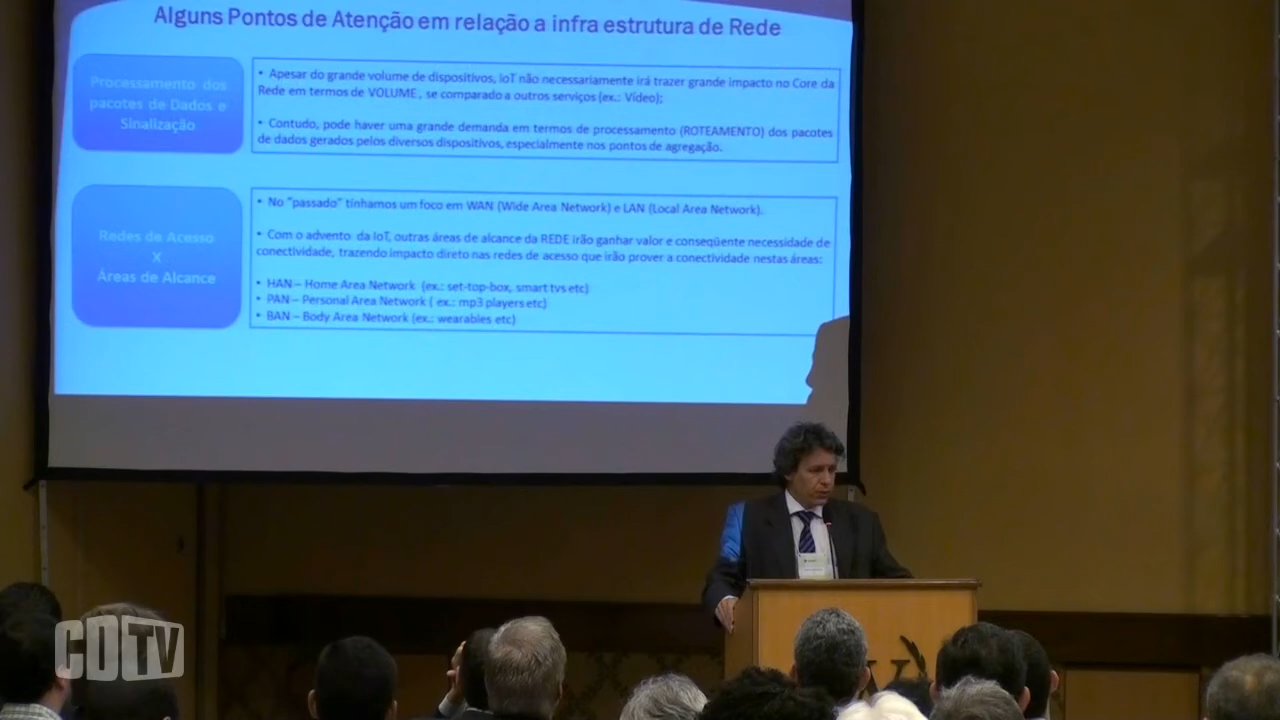 Alguns Pontos de Atenção em relação a infra estrutura de Rede
Processamento dos
pacotes de Dados e
Sinalização
• Apesar do grande volume de dispositivos, IoT não necessariamente irá trazer grande impacto no Core da
Rede em termos de VOLUME , se comparado a outros serviços (ex.: Vídeo);
• Contudo, pode haver uma grande demanda em termos de processamento (ROTEAMENTO) dos pacotes
de dados gerados pelos diversos dispositivos, especialmente nos pontos de agregação.
Redes de Acesso
X
Áreas de Alcance
• No "passado" tínhamos um foco em WAN (Wide Area Network) e LAN (Local Area Network).
• Com o advento da IoT, outras áreas de alcance da REDE irão ganhar valor e conseqüente necessidade de
conectividade, trazendo impacto direto nas redes de acesso que irão prover a conectividade nestas áreas:
• HAN – Home Area Network (ex.: set-top-box, smart tvs etc)
• PAN – Personal Area Network ( ex.: mp3 players etc)
• BAN – Body Area Network (ex.: wearables etc)
CDTV
W